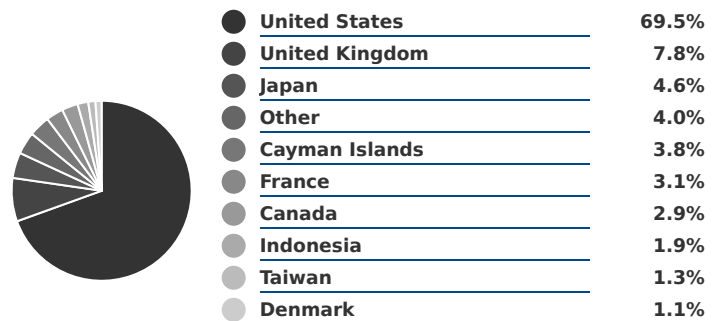 United States 69.5%
United Kingdom 7.8%
Japan 4.6%
Other 4.0%
Cayman Islands 3.8%
France 3.1%
Canada 2.9%
Indonesia 1.9%
Taiwan 1.3%
Denmark 1.1%